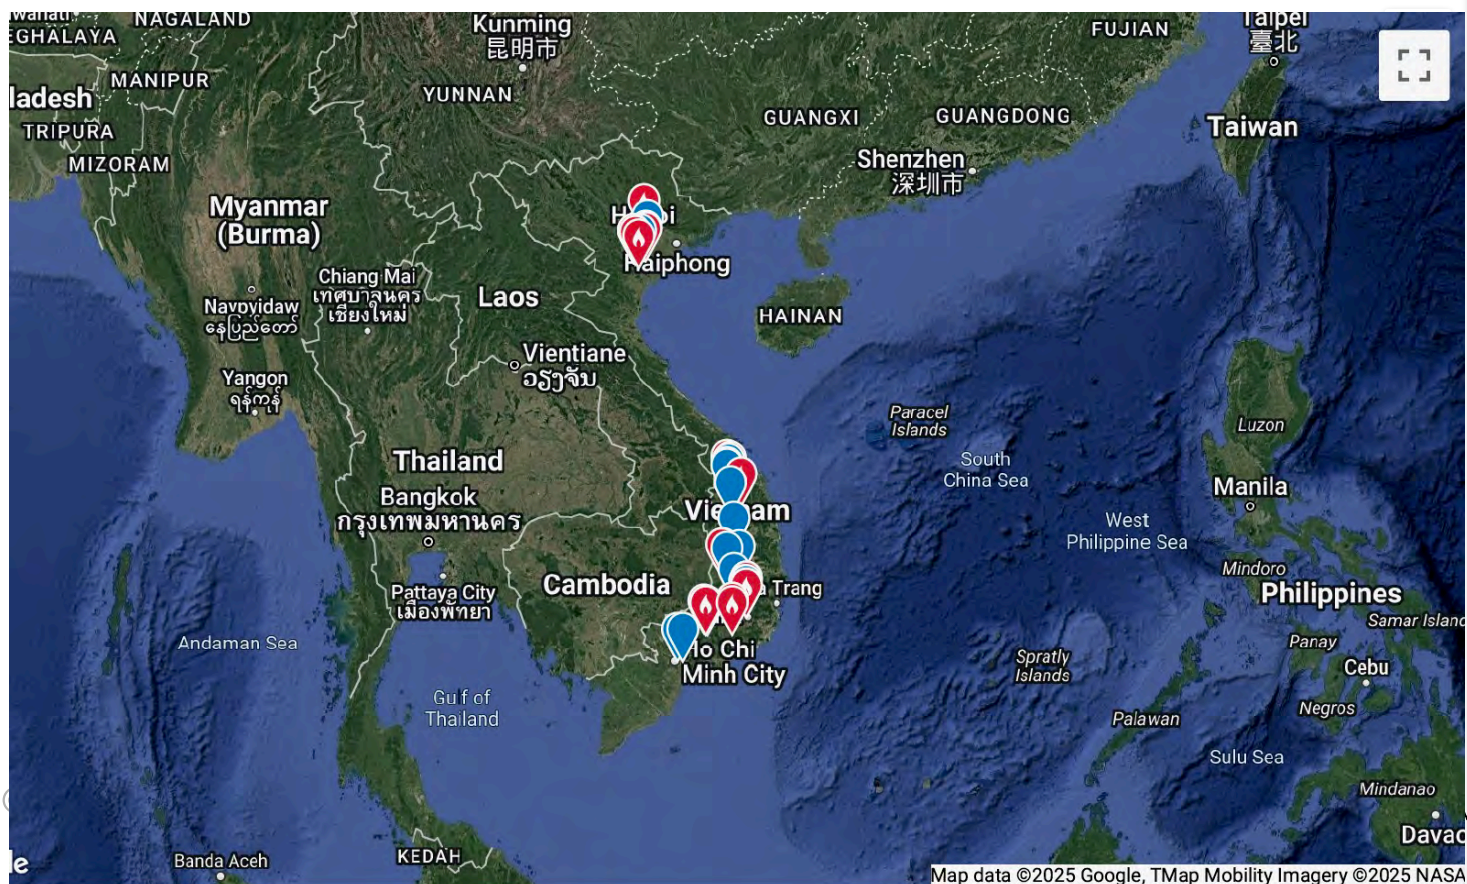 NAGALAND
EGHALAYA
MANIPUR
ladesh
TRIPURA
MIZORAM
Kunming
昆明市
YUNNAN
GUANGXI
GUANGDONG
FUJIAN
Taipei
臺北
Taiwan
Shenzhen
深圳市
Myanmar
(Burma)
Chiang Mai
เทศบาลนคร
เชียงใหม่
Naypyidaw
နေပြည်တော်
Laos
Haiphong
HAINAN
Vientiane
ວຽງຈັນ
Yangon
ရန်ကုန်
Paracel
Islands
Luzon
Thailand
South
China Sea
Bangkok
กรุงเทพมหานคร
Manila
West
Philippine Sea
Mindoro
Cambodia
Pattaya City
เมืองพัทยา
Trang
Philippines
Samar Island
Andaman Sea
Ho Chi
Minh City
Panay
Cebu
Spratly
Islands
Gulf of
Thailand
Negros
Palawan
Sulu Sea
Mindanao
Davao
KEDAH
Banda Aceh
le
Map data ©2025 Google, TMap Mobility Imagery ©2025 NASA